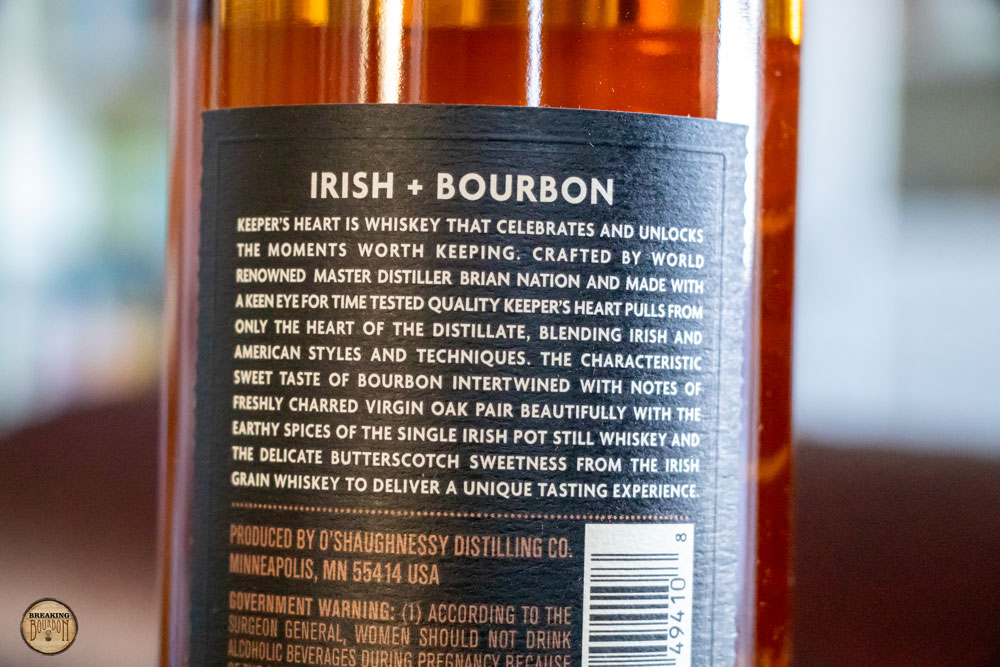 IRISH + BOURBON
KEEPER'S HEART IS WHISKEY THAT CELEBRATES AND UNLOCKS
THE MOMENTS WORTH KEEPING. CRAFTED BY WORLD
RENOWNED MASTER DISTILLER BRIAN NATION AND MADE WITH
A KEEN EYE FOR TIME TESTED QUALITY KEEPER'S HEART PULLS FROM
ONLY THE HEART OF THE DISTILLATE, BLENDING IRISH AND
AMERICAN STYLES AND TECHNIQUES. THE CHARACTERISTIC
SWEET TASTE OF BOURBON INTERTWINED WITH NOTES OF
FRESHLY CHARRED VIRGIN OAK PAIR BEAUTIFULLY WITH THE
EARTHY SPICES OF THE SINGLE IRISH POT STILL WHISKEY AND
THE DELICATE BUTTERSCOTCH SWEETNESS FROM THE IRISH
GRAIN WHISKEY TO DELIVER A UNIQUE TASTING EXPERIENCE.
PRODUCED BY O'SHAUGHNESSY DISTILLING CO.
MINNEAPOLIS, MN 55414 USA
GOVERNMENT WARNING: (1) ACCORDING TO THE
SURGEON GENERAL, WOMEN SHOULD NOT DRINK
ALCOHOLIC BEVERAGES DURING PREGNANCY BECAUSE
8
49410
BREAKING
BOURBON